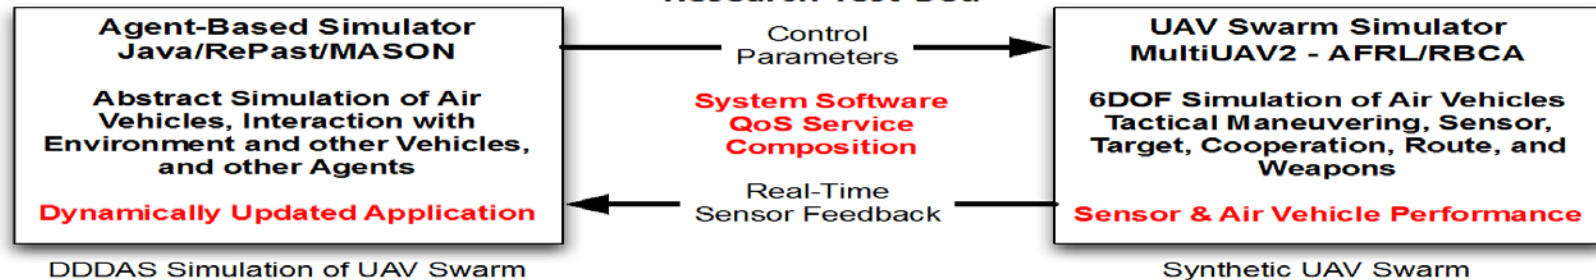 Agent-Based Simulator
Java/RePast/MASON
Abstract Simulation of Air
Vehicles, Interaction with
Environment and other Vehicles,
and other Agents
Dynamically Updated Application
DDDAS Simulation of UAV Swarm
Control
Parameters
System Software
QoS Service
Composition
Real-Time
Sensor Feedback
UAV Swarm Simulator
MultiUAV2 - AFRL/RBCA
6DOF Simulation of Air Vehicles
Tactical Maneuvering, Sensor,
Target, Cooperation, Route, and
Weapons
Sensor & Air Vehicle Performance
Synthetic UAV Swarm